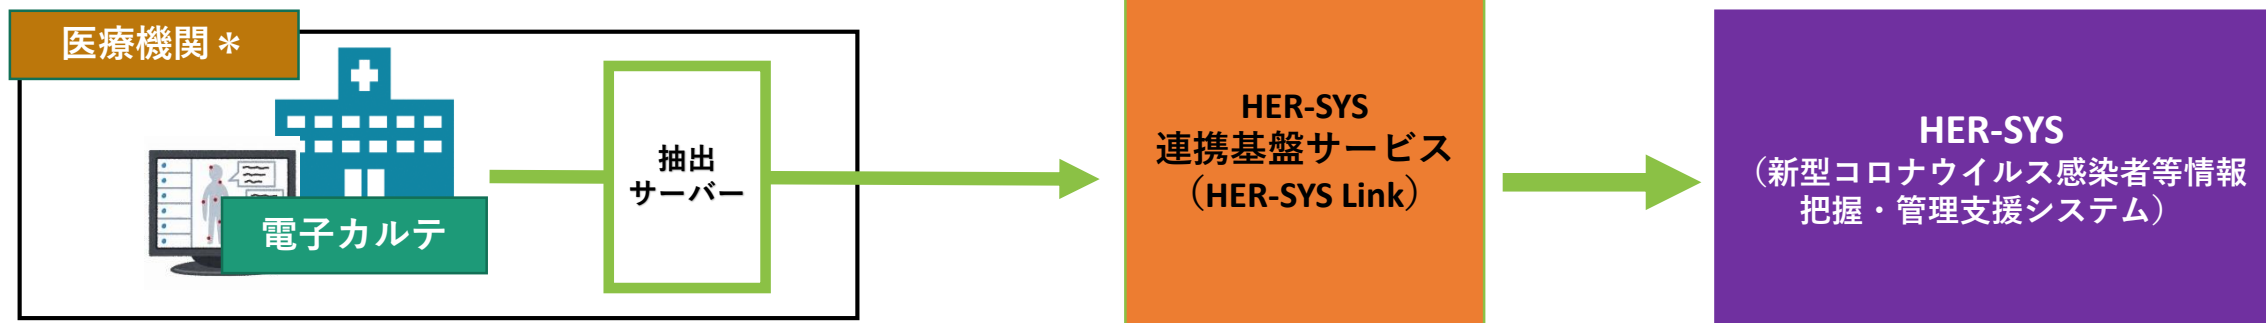 医療機関＊
電子カルテ
抽出
サーバー
HER-SYS
連携基盤サービス
（HER-SYS Link）
HER-SYS
（新型コロナウイルス感染者等情報
把握・管理支援システム）